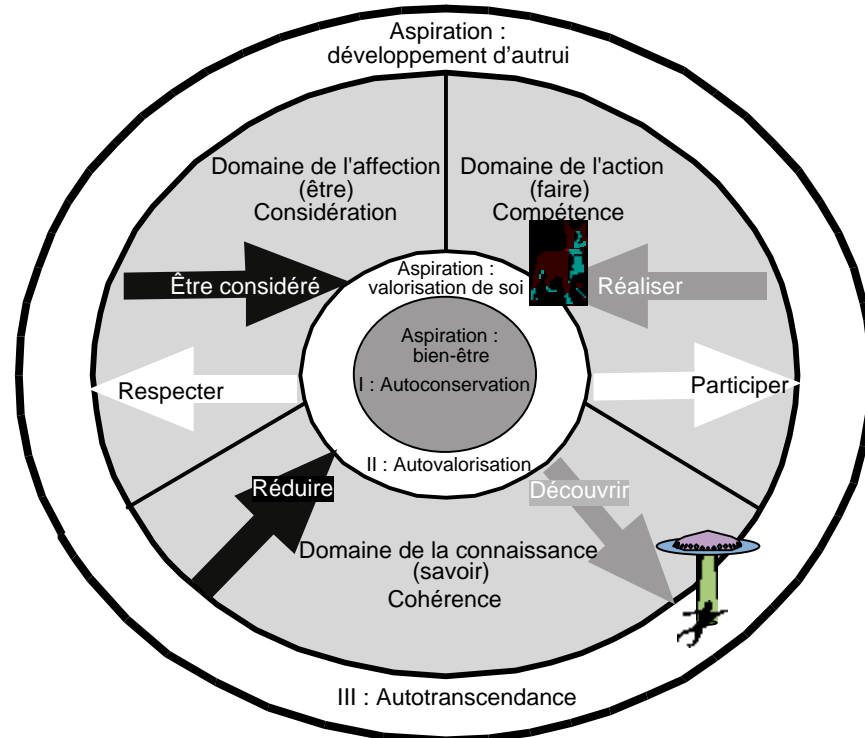 Aspiration :
développement d'autrui
Domaine de l'affection
(être)
Considération
Domaine de l'action
(faire)
Compétence
Être considéré
Aspiration :
valorisation de soi
Réaliser
Aspiration :
bien-être
I : Autoconservation
Respecter
Participer
II : Autovalorisation
Réduire
Découvrir
Domaine de la connaissance
(savoir)
Cohérence
III : Autotranscendance